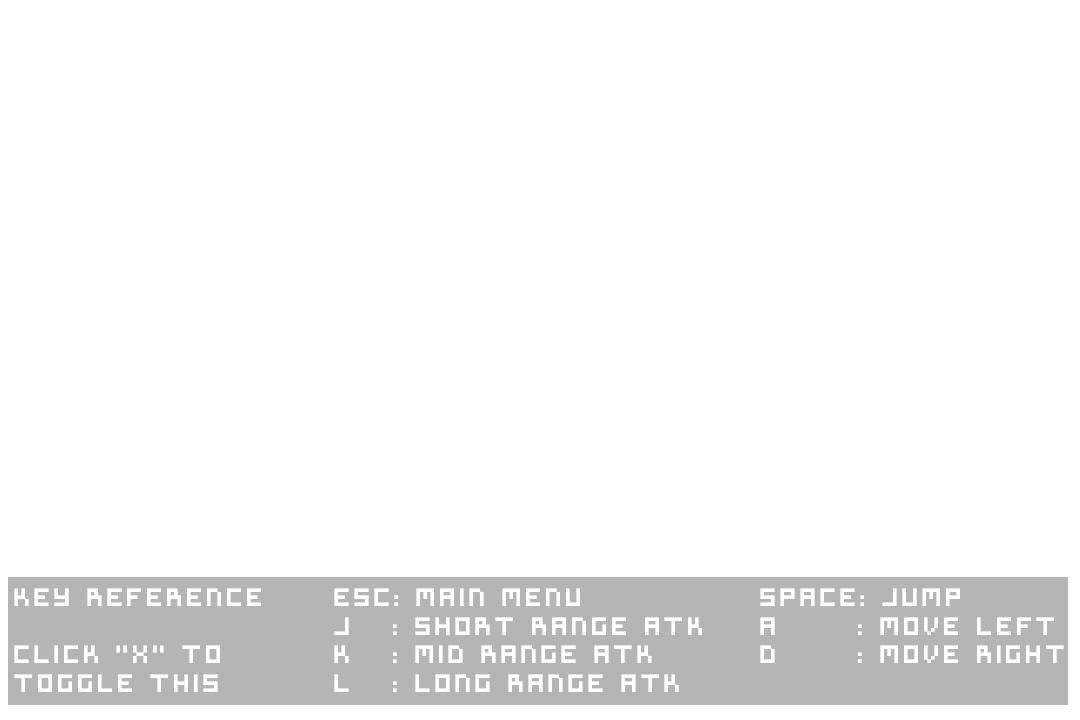 KEY REFERENCE
CLICK "X" TO
TOGGLE THIS
ESC: MAIN MENU
J : SHORT RANGE ATK
K : MID RANGE ATK
L : LONG RANGE ATK
SPACE: JUMP
A : MOVE LEFT
D : MOVE RIGHT